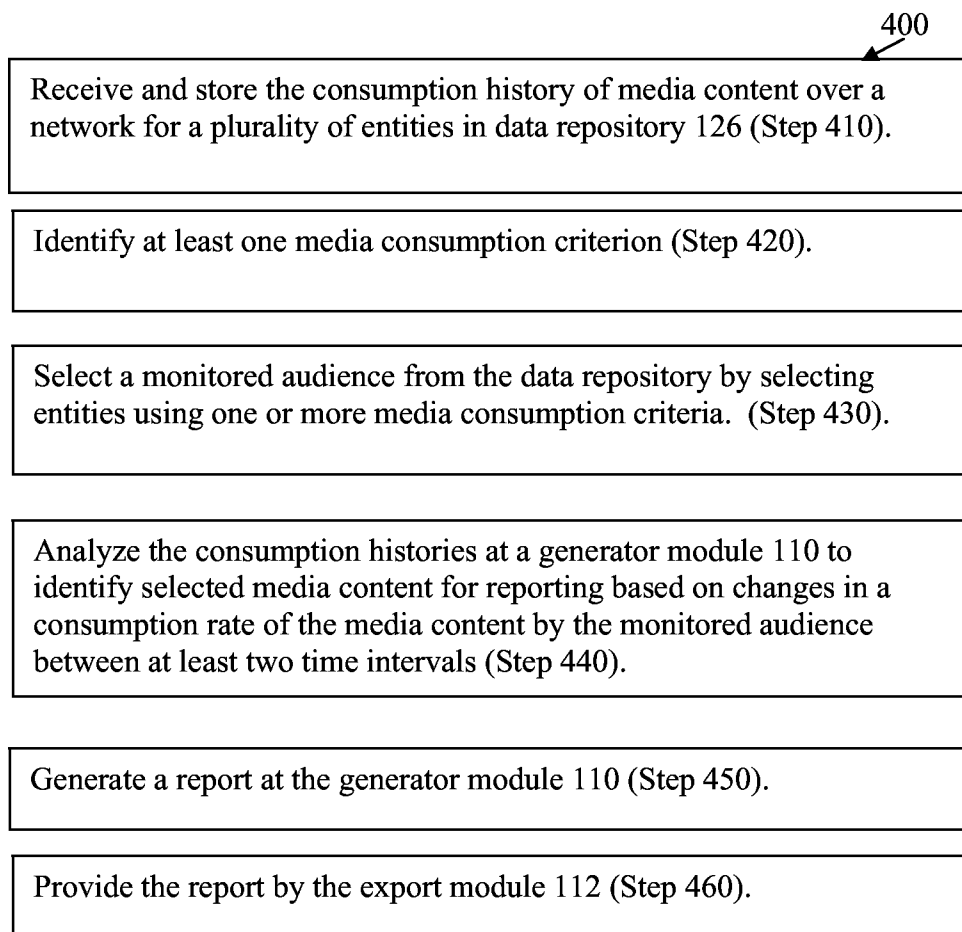 400
Receive and store the consumption history of media content over a
network for a plurality of entities in data repository 126 (Step 410).
Identify at least one media consumption criterion (Step 420).
Select a monitored audience from the data repository by selecting
entities using one or more media consumption criteria.  (Step 430).
Analyze the consumption histories at a generator module 110 to
identify selected media content for reporting based on changes in a
consumption rate of the media content by the monitored audience
between at least two time intervals (Step 440).
Generate a report at the generator module 110 (Step 450).
Provide the report by the export module 112 (Step 460).